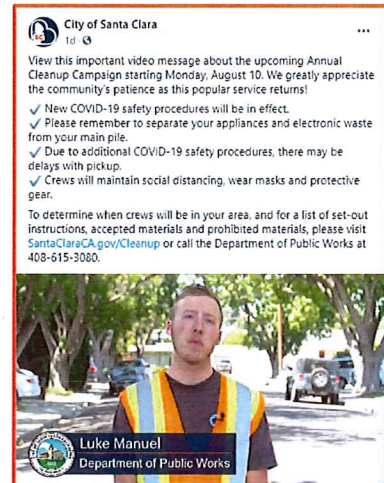 City of Santa Clara
1d
View this important video message about the upcoming Annual
Cleanup Campaign starting Monday, August 10. We greatly appreciate
the community's patience as this popular service returns!
✓ New COVID-19 safety procedures will be in effect.
✓ Please remember to separate your appliances and electronic waste
from your main pile.
✓ Due to additional COVID-19 safety procedures, there may be
delays with pickup.
✓ Crews will maintain social distancing, wear masks and protective
gear.
To determine when crews will be in your area, and for a list of set-out
instructions, accepted materials and prohibited materials, please visit
SantaClaraCA.gov/Cleanup or call the Department of Public Works at
408-615-3080.
Luke Manuel
Department of Public Works